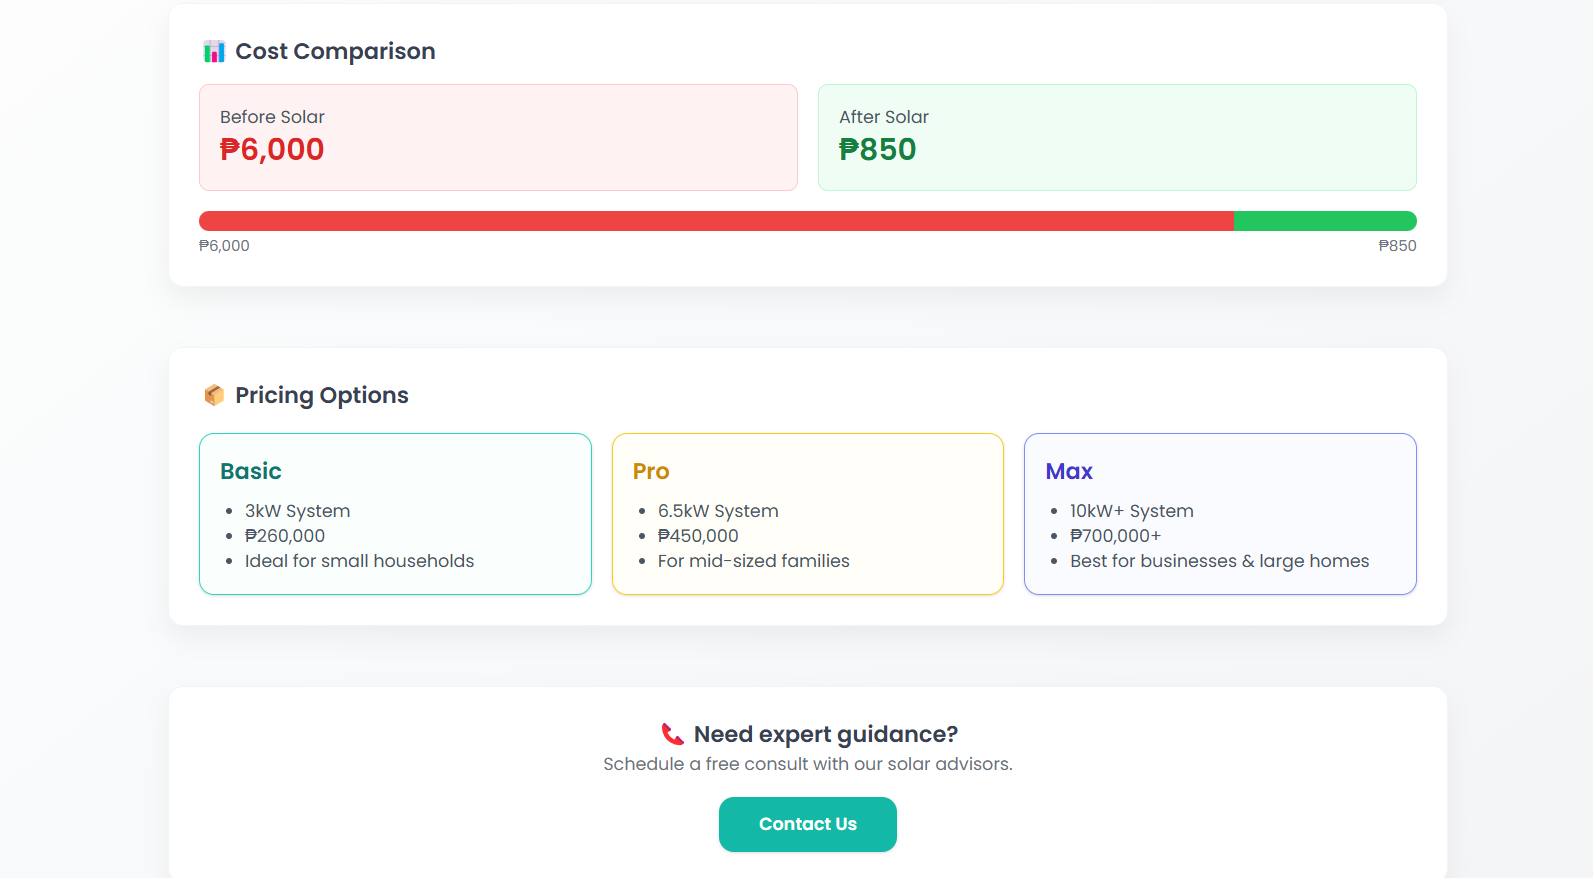 Cost Comparison
Before Solar
₱6,000
After Solar
₱850
₱6,000
₱850
Pricing Options
Basic
• 3kW System
• ₱260,000
• Ideal for small households
Pro
• 6.5kW System
• ₱450,000
• For mid-sized families
Max
• 10kW+ System
• ₱700,000+
• Best for businesses & large homes
Need expert guidance?
Schedule a free consult with our solar advisors.
Contact Us